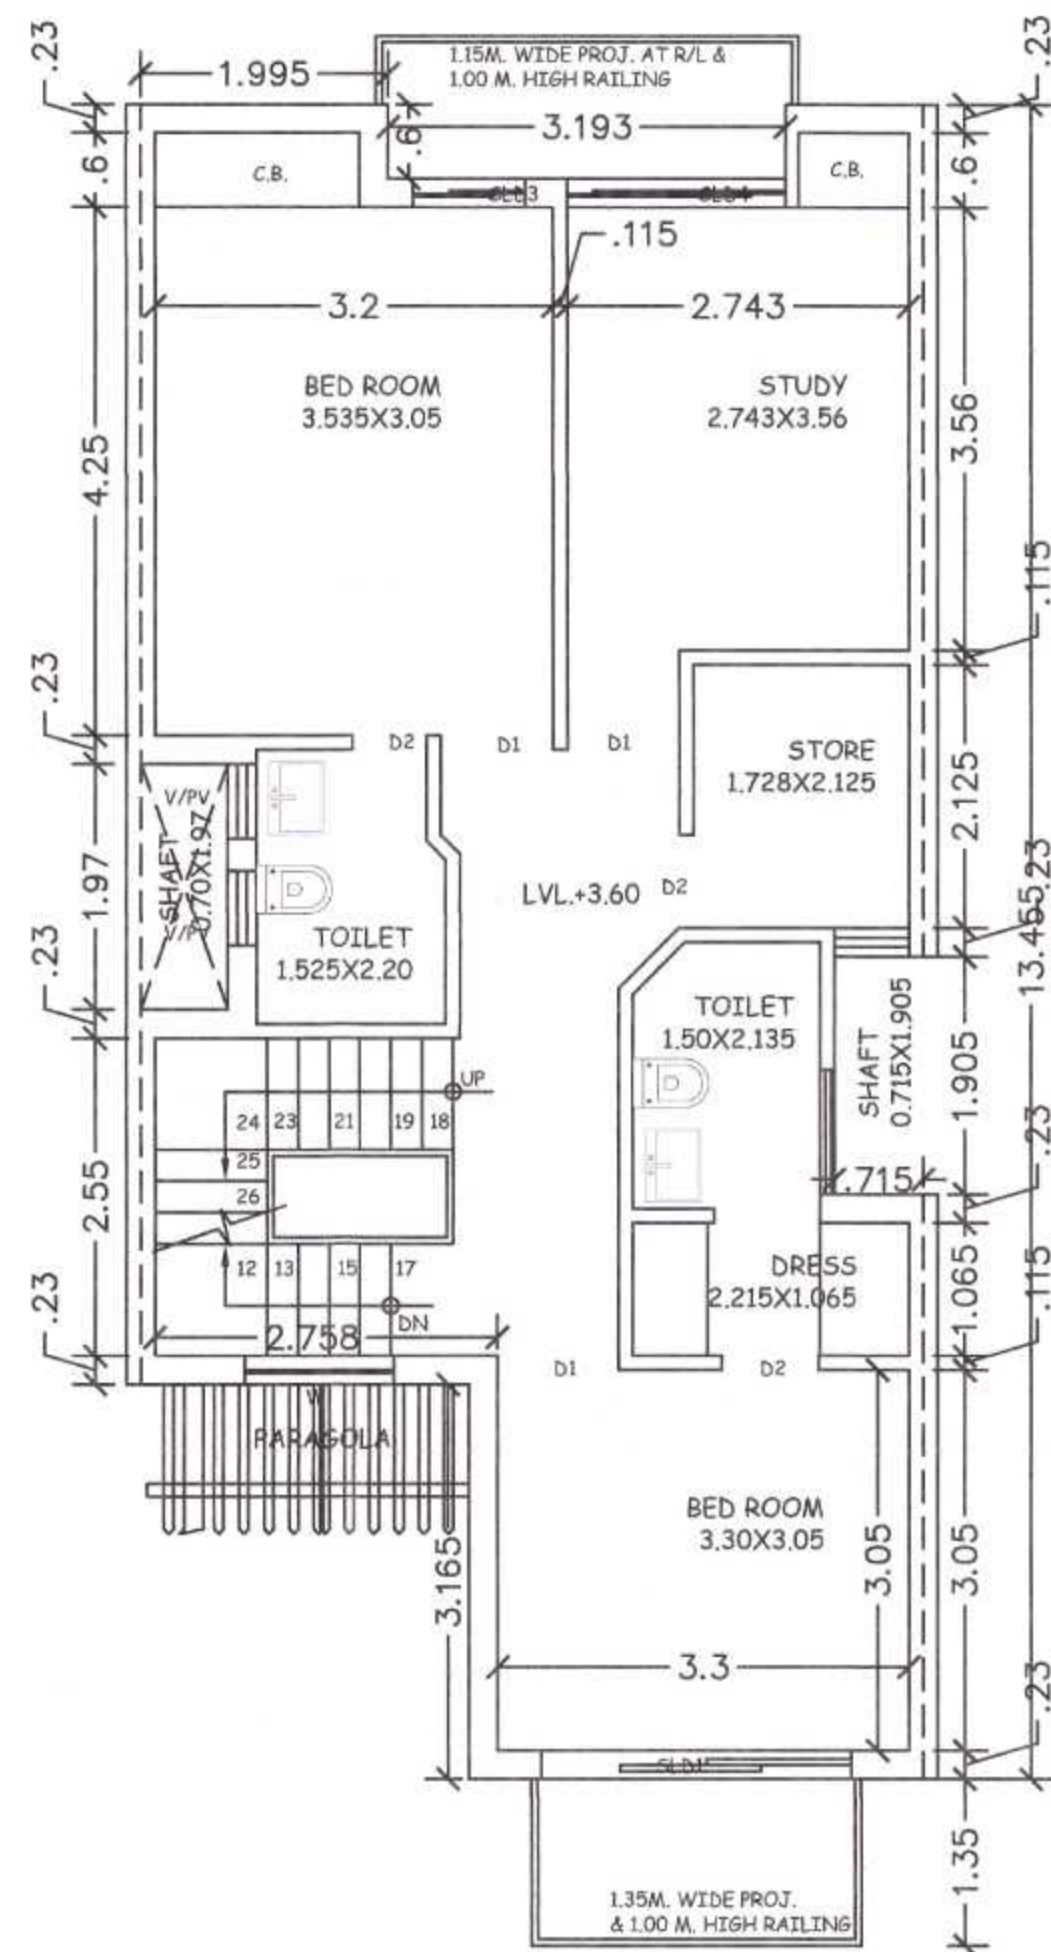 1.15M. WIDE PROJ. AT R/L &
1.00 M. HIGH RAILING
.23
1.995
.23
.6
3.193
.6
.6
C.B.
C.B.
.115
3.2
2.743
BED ROOM
3.535X3.05
STUDY
2.743X3.56
4.25
3.56
.115
.23
D2
D1
D1
STORE
1.728X2.125
2.125
V/PV
SHAFT
0.70X1.97
1.97
LVL.+3.60
D2
.23
13.455
TOILET
1.525X2.20
.23
TOILET
1.50X2.135
SHAFT
0.715X1.905
1.905
UP
24
23
21
19
18
25
26
.23
.715
2.55
12
13
15
17
DRESS
2.215X1.065
1.065
.115
.23
DN
2.758
D1
D2
W
PARAGOLA
BED ROOM
3.30X3.05
3.165
3.05
3.05
3.3
.23
SLD1
1.35
1.35M. WIDE PROJ.
& 1.00 M. HIGH RAILING